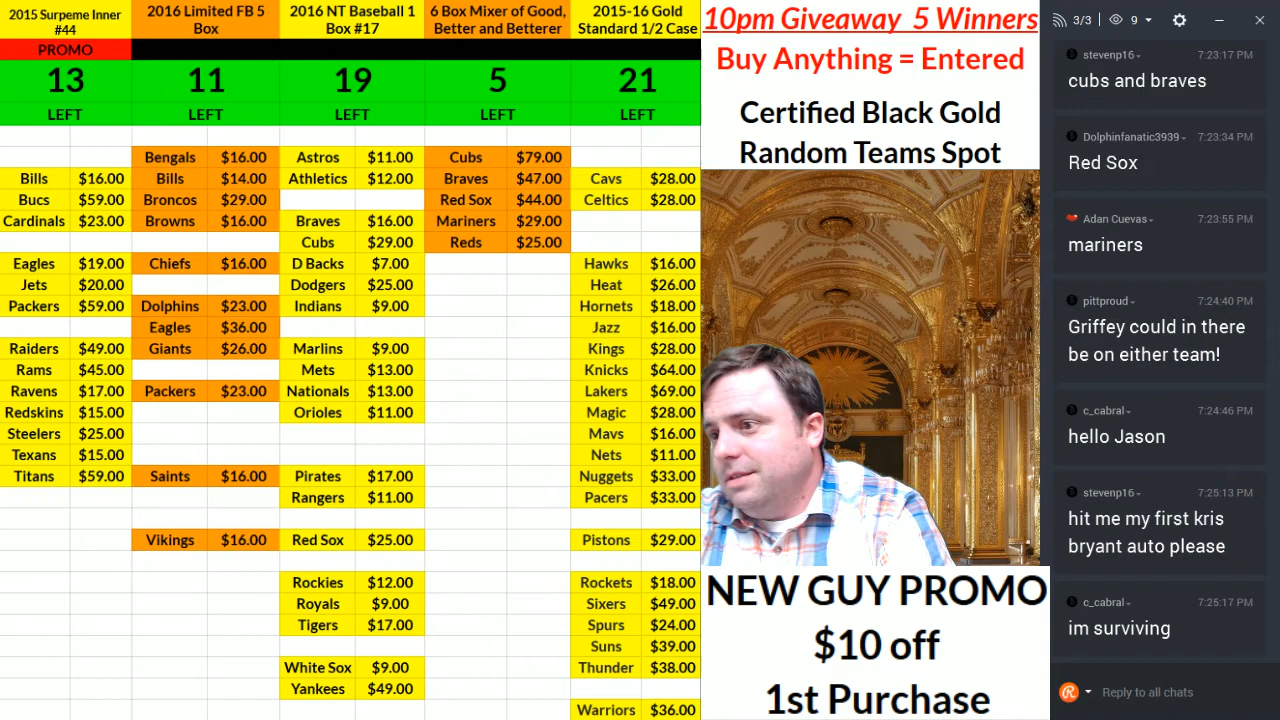 2015 Surpeme Inner
#44
PROMO
13
LEFT
Bills $16.00
Bucs $59.00
Cardinals $23.00
Eagles $19.00
Jets $20.00
Packers $59.00
Raiders $49.00
Rams $45.00
Ravens $17.00
Redskins $15.00
Steelers $25.00
Texans $15.00
Titans $59.00
2016 Limited FB 5
Box
11
LEFT
Bengals $16.00
Bills $14.00
Broncos $29.00
Browns $16.00
Chiefs $16.00
Dolphins $23.00
Eagles $36.00
Giants $26.00
Packers $23.00
Saints $16.00
Vikings $16.00
2016 NT Baseball 1
Box #17
19
LEFT
Astros $11.00
Athletics $12.00
Braves $16.00
Cubs $29.00
D Backs $7.00
Dodgers $25.00
Indians $9.00
Marlins $9.00
Mets $13.00
Nationals $13.00
Orioles $11.00
Pirates $17.00
Rangers $11.00
Red Sox $25.00
Rockies $12.00
Royals $9.00
Tigers $17.00
White Sox $9.00
Yankees $49.00
6 Box Mixer of Good,
Better and Betterer
5
LEFT
Cubs $79.00
Braves $47.00
Red Sox $44.00
Mariners $29.00
Reds $25.00
2015-16 Gold
Standard 1/2 Case
21
LEFT
Cavs $28.00
Celtics $28.00
Hawks $16.00
Heat $26.00
Hornets $18.00
Jazz $16.00
Kings $28.00
Knicks $64.00
Lakers $69.00
Magic $28.00
Mavs $16.00
Nets $11.00
Nuggets $33.00
Pacers $33.00
Pistons $29.00
Rockets $18.00
Sixers $49.00
Spurs $24.00
Suns $39.00
Thunder $38.00
Warriors $36.00
10pm Giveaway 5 Winners
Buy Anything = Entered
Certified Black Gold
Random Teams Spot
NEW GUY PROMO
$10 off
1st Purchase
3/3 | 9
stevenp16 7:23:17 PM
cubs and braves
Dolphinfanatic3939 7:23:34 PM
Red Sox
Adan Cuevas 7:23:55 PM
mariners
pittproud 7:24:40 PM
Griffey could in there
be on either team!
c_cabral 7:24:46 PM
hello Jason
stevenp16 7:25:13 PM
hit me my first kris
bryant auto please
c_cabral 7:25:17 PM
im surviving
Reply to all chats